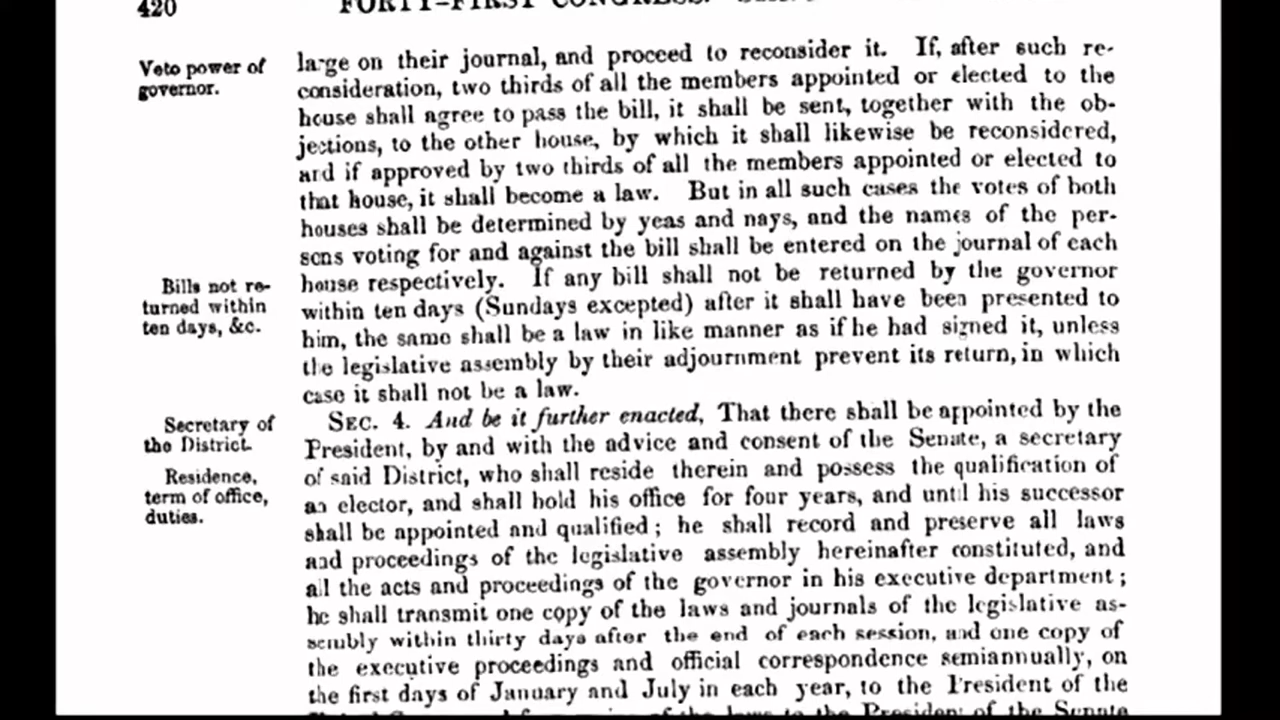 420
FORTY-FIRST CONGRESS.
Veto power of
governor.
large on their journal, and proceed to reconsider it. If, after such re-
consideration, two thirds of all the members appointed or elected to the
house shall agree to pass the bill, it shall be sent, together with the ob-
jections, to the other house, by which it shall likewise be reconsidered,
and if approved by two thirds of all the members appointed or elected to
that house, it shall become a law. But in all such cases the votes of both
houses shall be determined by yeas and nays, and the names of the per-
sons voting for and against the bill shall be entered on the journal of each
Bills not re-
turned within
ten days, &c.
house respectively. If any bill shall not be returned by the governor
within ten days (Sundays excepted) after it shall have been presented to
him, the same shall be a law in like manner as if he had signed it, unless
the legislative assembly by their adjournment prevent its return, in which
case it shall not be a law.
Secretary of
the District.
Residence,
term of office,
duties.
SEC. 4. And be it further enacted, That there shall be appointed by the
President, by and with the advice and consent of the Senate, a secretary
of said District, who shall reside therein and possess the qualification of
an elector, and shall hold his office for four years, and until his successor
shall be appointed and qualified; he shall record and preserve all laws
and proceedings of the legislative assembly hereinafter constituted, and
all the acts and proceedings of the governor in his executive department;
he shall transmit one copy of the laws and journals of the legislative as-
sembly within thirty days after the end of each session, and one copy of
the executive proceedings and official correspondence semiannually, on
the first days of January and July in each year, to the President of the
of the laws to the President of the Senate